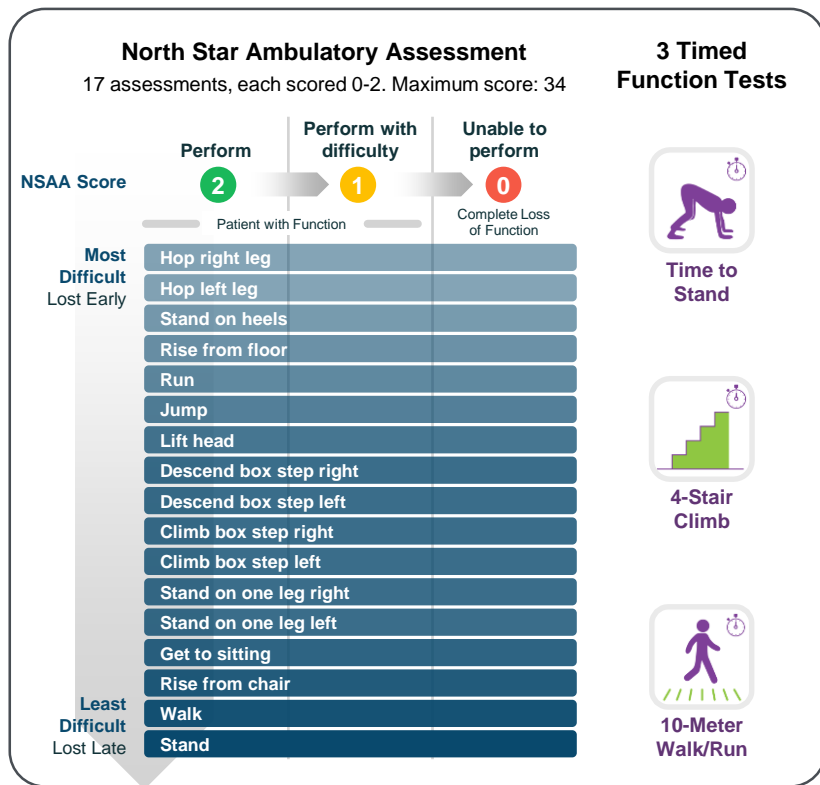 North Star Ambulatory Assessment
17 assessments, each scored 0-2. Maximum score: 34
Perform
Perform with
difficulty
Unable to
perform
NSAA Score
2
1
0
Patient with Function
Complete Loss
of Function
Most
Difficult
Lost Early
Hop right leg
Hop left leg
Stand on heels
Rise from floor
Run
Jump
Lift head
Descend box step right
Descend box step left
Climb box step right
Climb box step left
Stand on one leg right
Stand on one leg left
Get to sitting
Rise from chair
Walk
Stand
Least
Difficult
Lost Late
3 Timed
Function Tests
Time to
Stand
4-Stair
Climb
10-Meter
Walk/Run